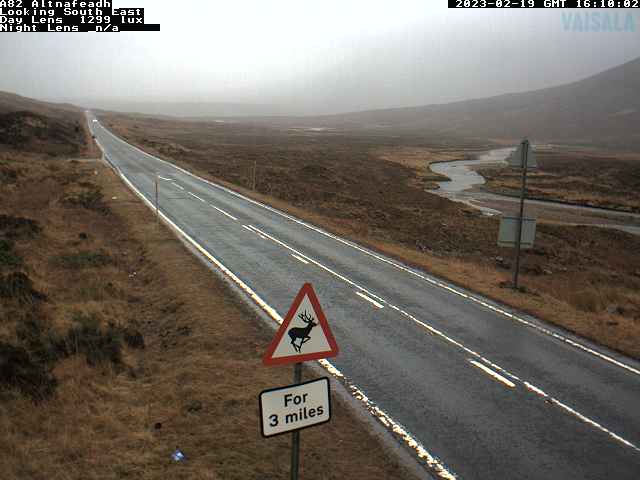 A82 Altnafeadh
Looking South East
Day Lens 1299 lux
Night Lens n/a
2023-02-19 GMT 16:10:02
VAISALA
For
3 miles